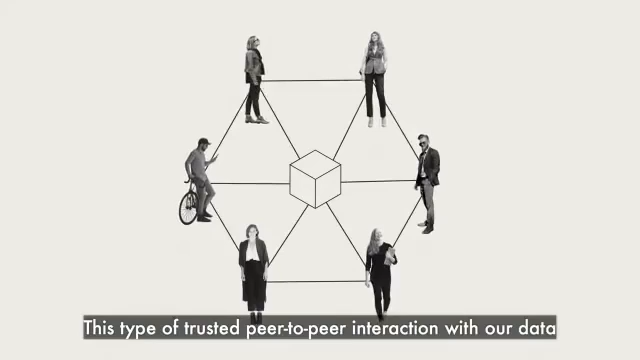 This type of trusted peer-to-peer interaction with our data